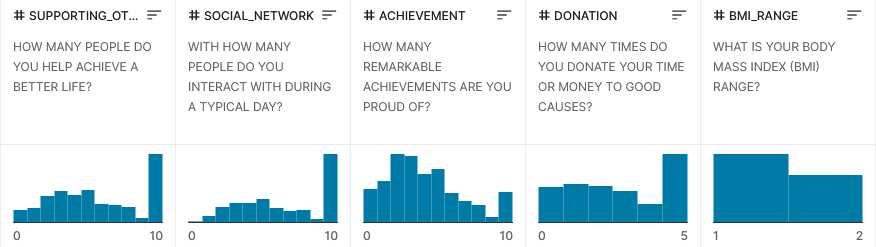 # SUPPORTING_OT...
HOW MANY PEOPLE DO
YOU HELP ACHIEVE A
BETTER LIFE?
0 10
# SOCIAL_NETWORK
WITH HOW MANY
PEOPLE DO YOU
INTERACT WITH DURING
A TYPICAL DAY?
0 10
# ACHIEVEMENT
HOW MANY
REMARKABLE
ACHIEVEMENTS ARE YOU
PROUD OF?
0 10
# DONATION
HOW MANY TIMES DO
YOU DONATE YOUR TIME
OR MONEY TO GOOD
CAUSES?
0 5
# BMI_RANGE
WHAT IS YOUR BODY
MASS INDEX (BMI)
RANGE?
1 2